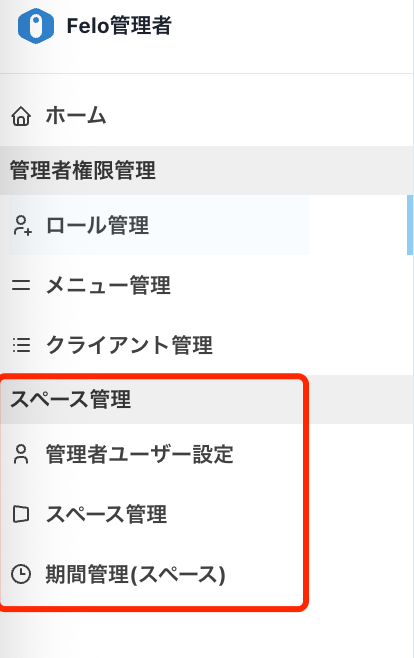 Felo管理者
ホーム
管理者権限管理
ロール管理
メニュー管理
クライアント管理
スペース管理
管理者ユーザー設定
スペース管理
期間管理(スペース)